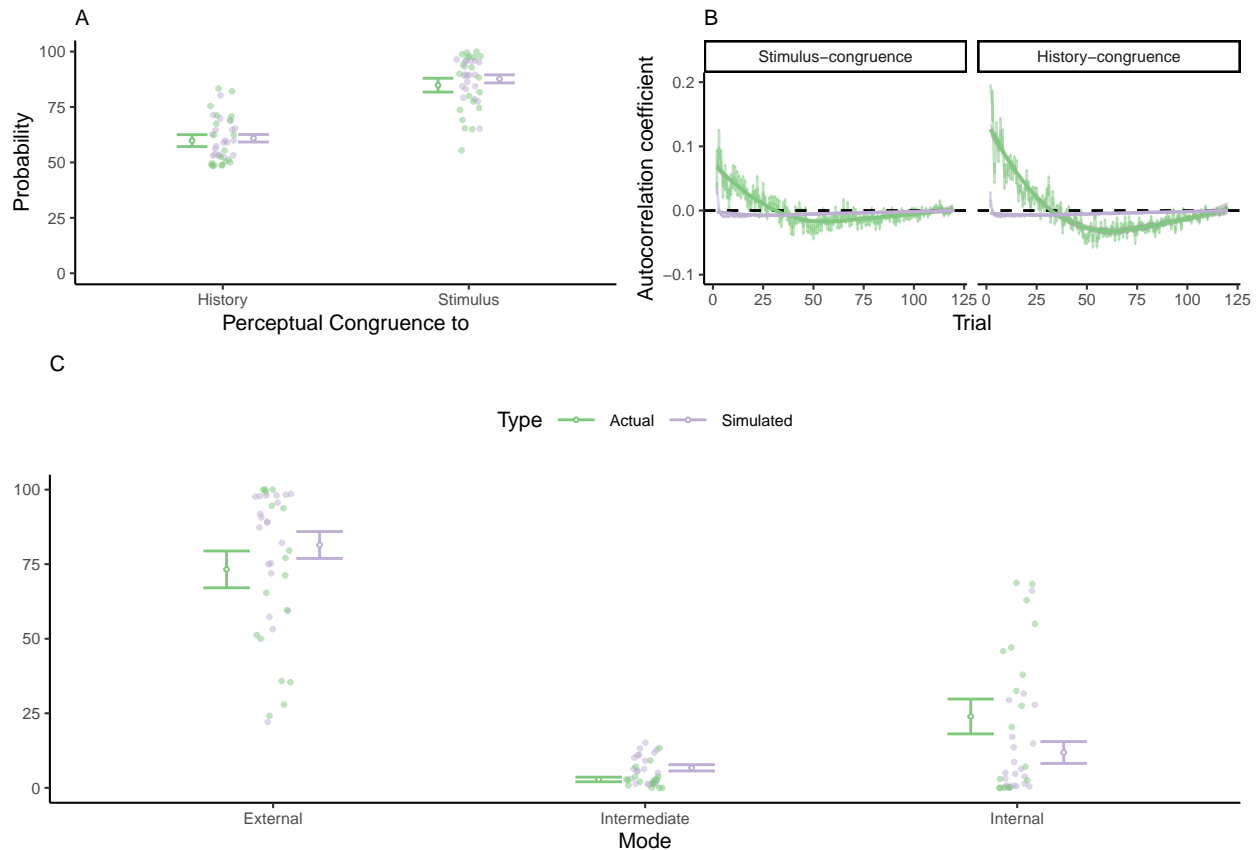 A
Probability
100
75
50
25
0
History Stimulus
Perceptual Congruence to
B
Stimulus−congruence History−congruence
Autocorrelation coefficient
0.2
0.1
0.0
−0.1
0 25 50 75 100 125 0 25 50 75 100 125
Trial
C
Type Actual Simulated
100
75
50
25
0
External Intermediate Internal
Mode